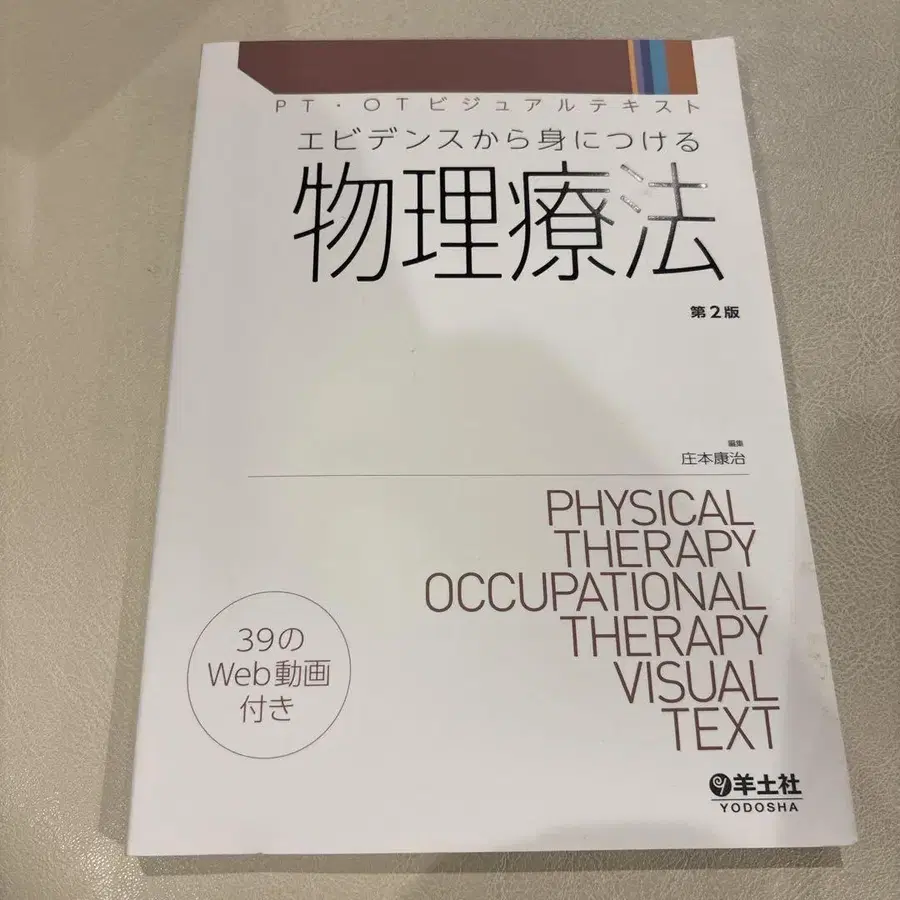 PT・OTビジュアルテキスト
エビデンスから身につける
物理療法
第2版
編集
庄本康治
PHYSICAL
THERAPY
OCCUPATIONAL
THERAPY
VISUAL
TEXT
39の
Web動画
付き
羊土社
YODOSHA